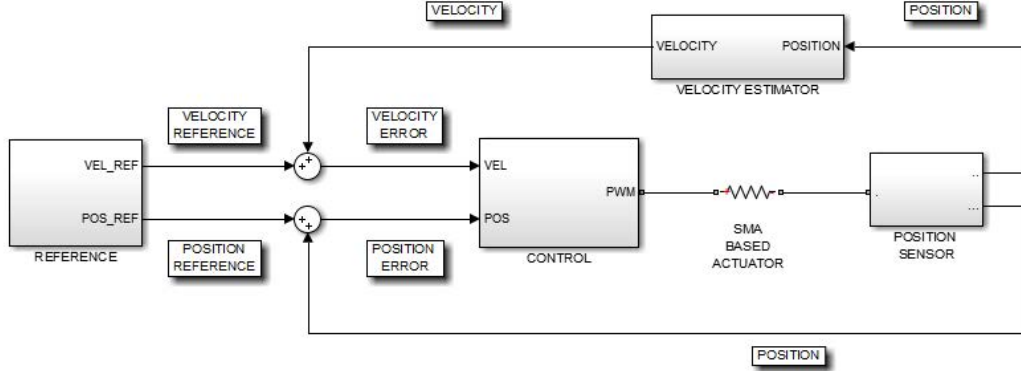 VELOCITY
POSITION
VELOCITY
POSITION
VELOCITY ESTIMATOR
VELOCITY
REFERENCE
VELOCITY
ERROR
VEL_REF
+
+
VEL
PWM
.
..
POS_REF
+
+
POS
...
REFERENCE
POSITION
REFERENCE
POSITION
ERROR
CONTROL
SMA
BASED
ACTUATOR
POSITION
SENSOR
POSITION